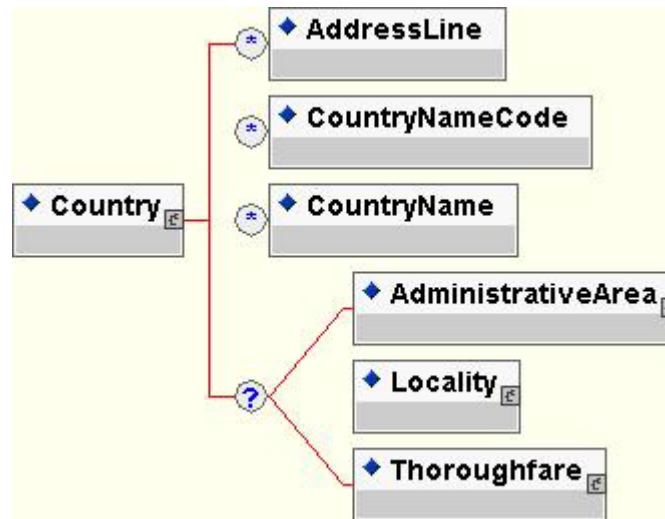 * AddressLine
* CountryNameCode
Country
* CountryName
AdministrativeArea
? Locality
Thoroughfare